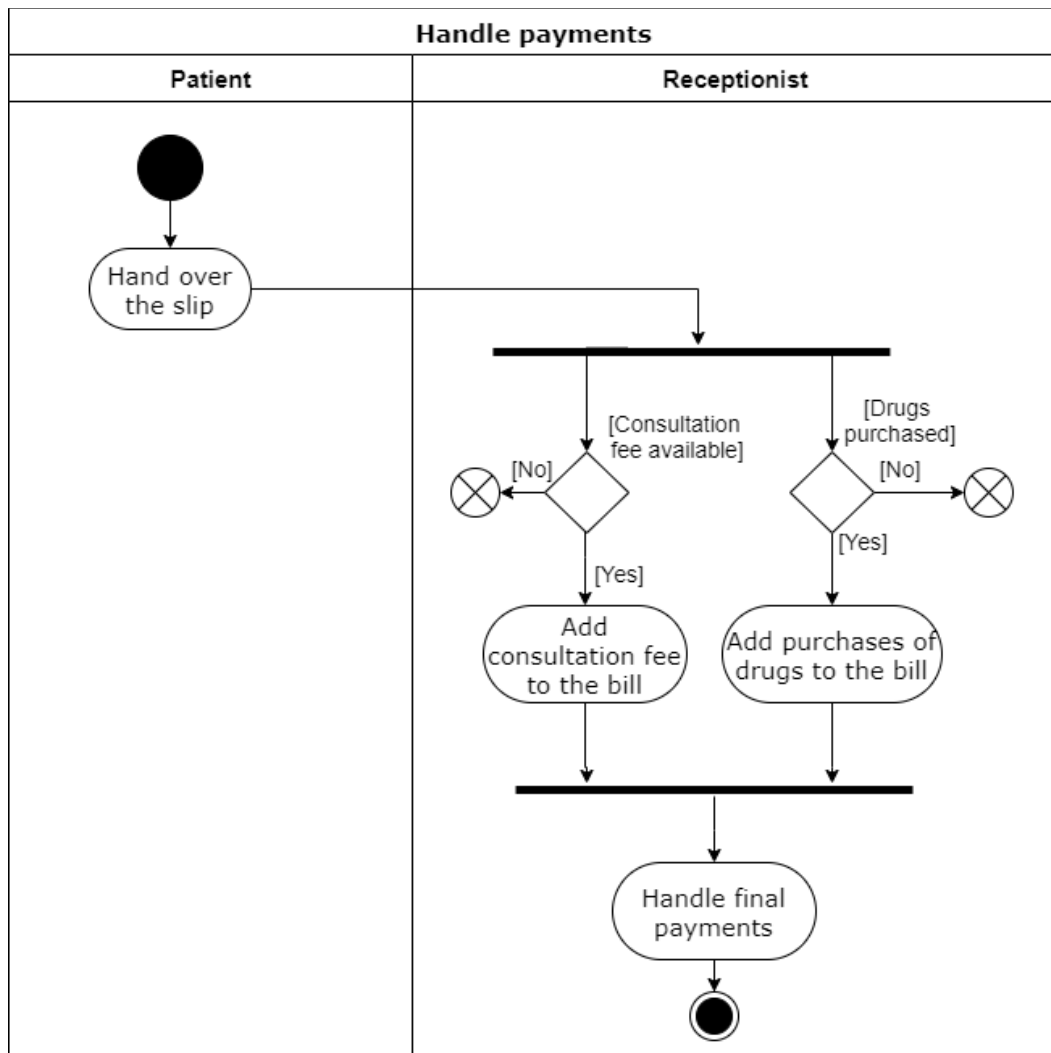 Handle payments
Patient
Receptionist
Hand over
the slip
[Consultation
fee available]
[Drugs
purchased]
[No]
[No]
[Yes]
[Yes]
Add
consultation fee
to the bill
Add purchases of
drugs to the bill
Handle final
payments